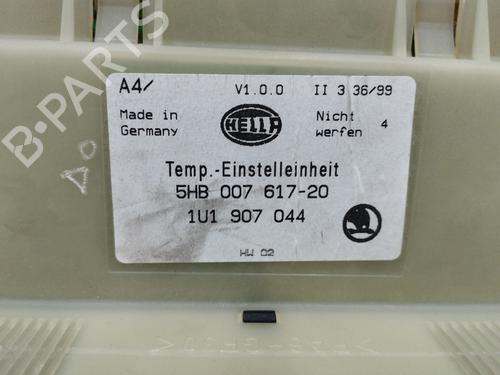 A4/ V1.0.0 II 3 36/99
Made in Germany
HELLA
Nicht werfen 4
Temp.-Einstelleinheit
5HB 007 617-20
1U1 907 044
HW 02
B-PARTS